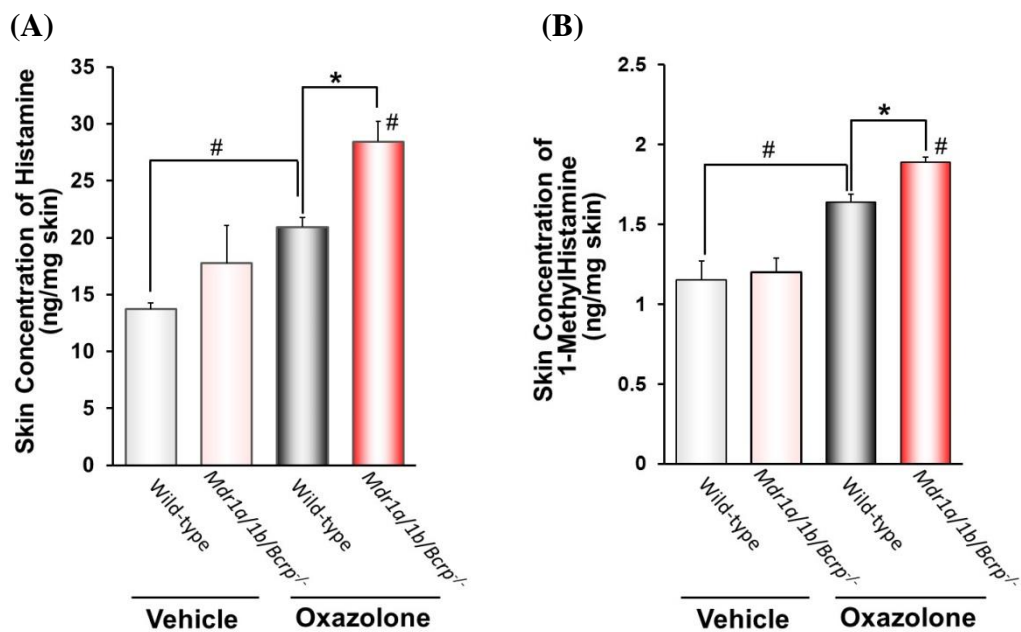 (A)
Skin Concentration of Histamine
(ng/mg skin)
35
30
25
20
15
10
5
0
#
*
#
Wild-type
Mdr1a/1b/Bcrp-/-
Wild-type
Mdr1a/1b/Bcrp-/-
Vehicle
Oxazolone
(B)
Skin Concentration of
1-MethylHistamine
(ng/mg skin)
2.5
2
1.5
1
0.5
0
#
*
#
Wild-type
Mdr1a/1b/Bcrp-/-
Wild-type
Mdr1a/1b/Bcrp-/-
Vehicle
Oxazolone